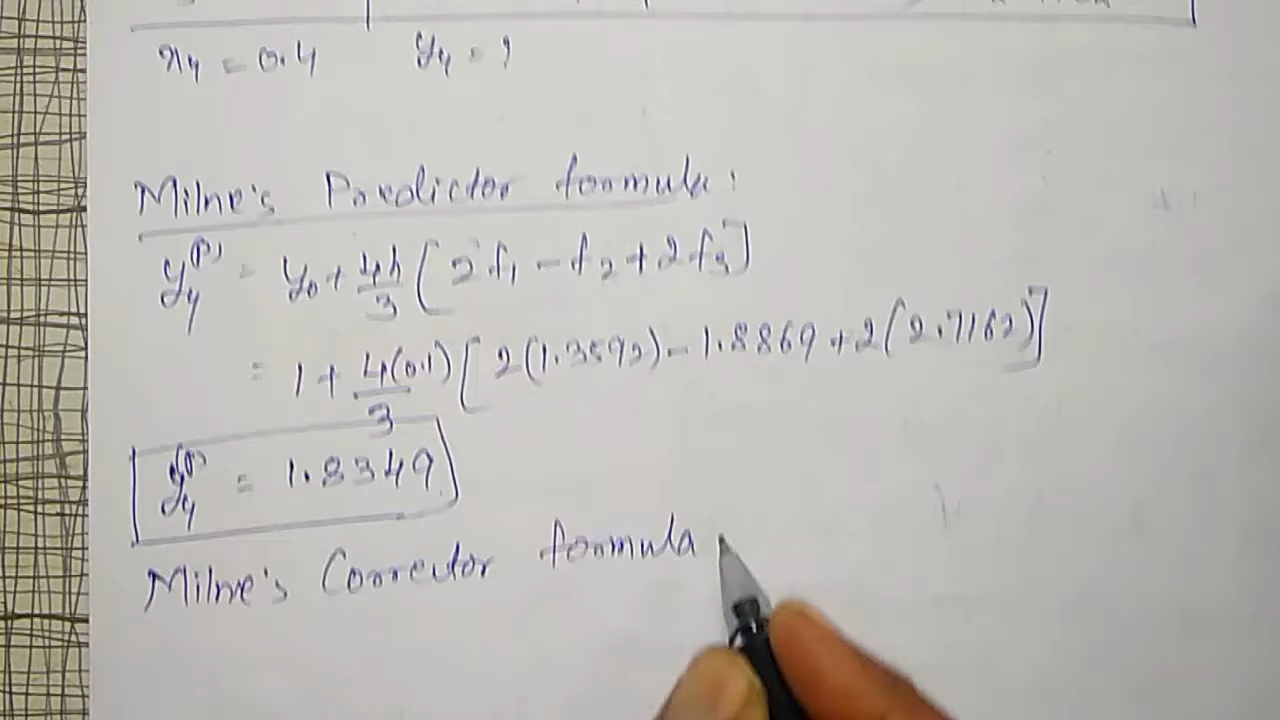 x₄ = 0.4 y₄ = ?
Milne's Predictor formula:
y₄⁽ᵖ⁾ = y₀ + 4h/3 [2f₁ - f₂ + 2f₃]
= 1 + 4(0.1)/3 [2(1.3592) - 1.8869 + 2(2.7162)]
y₄⁽ᵖ⁾ = 1.8349
Milne's Corrector formula